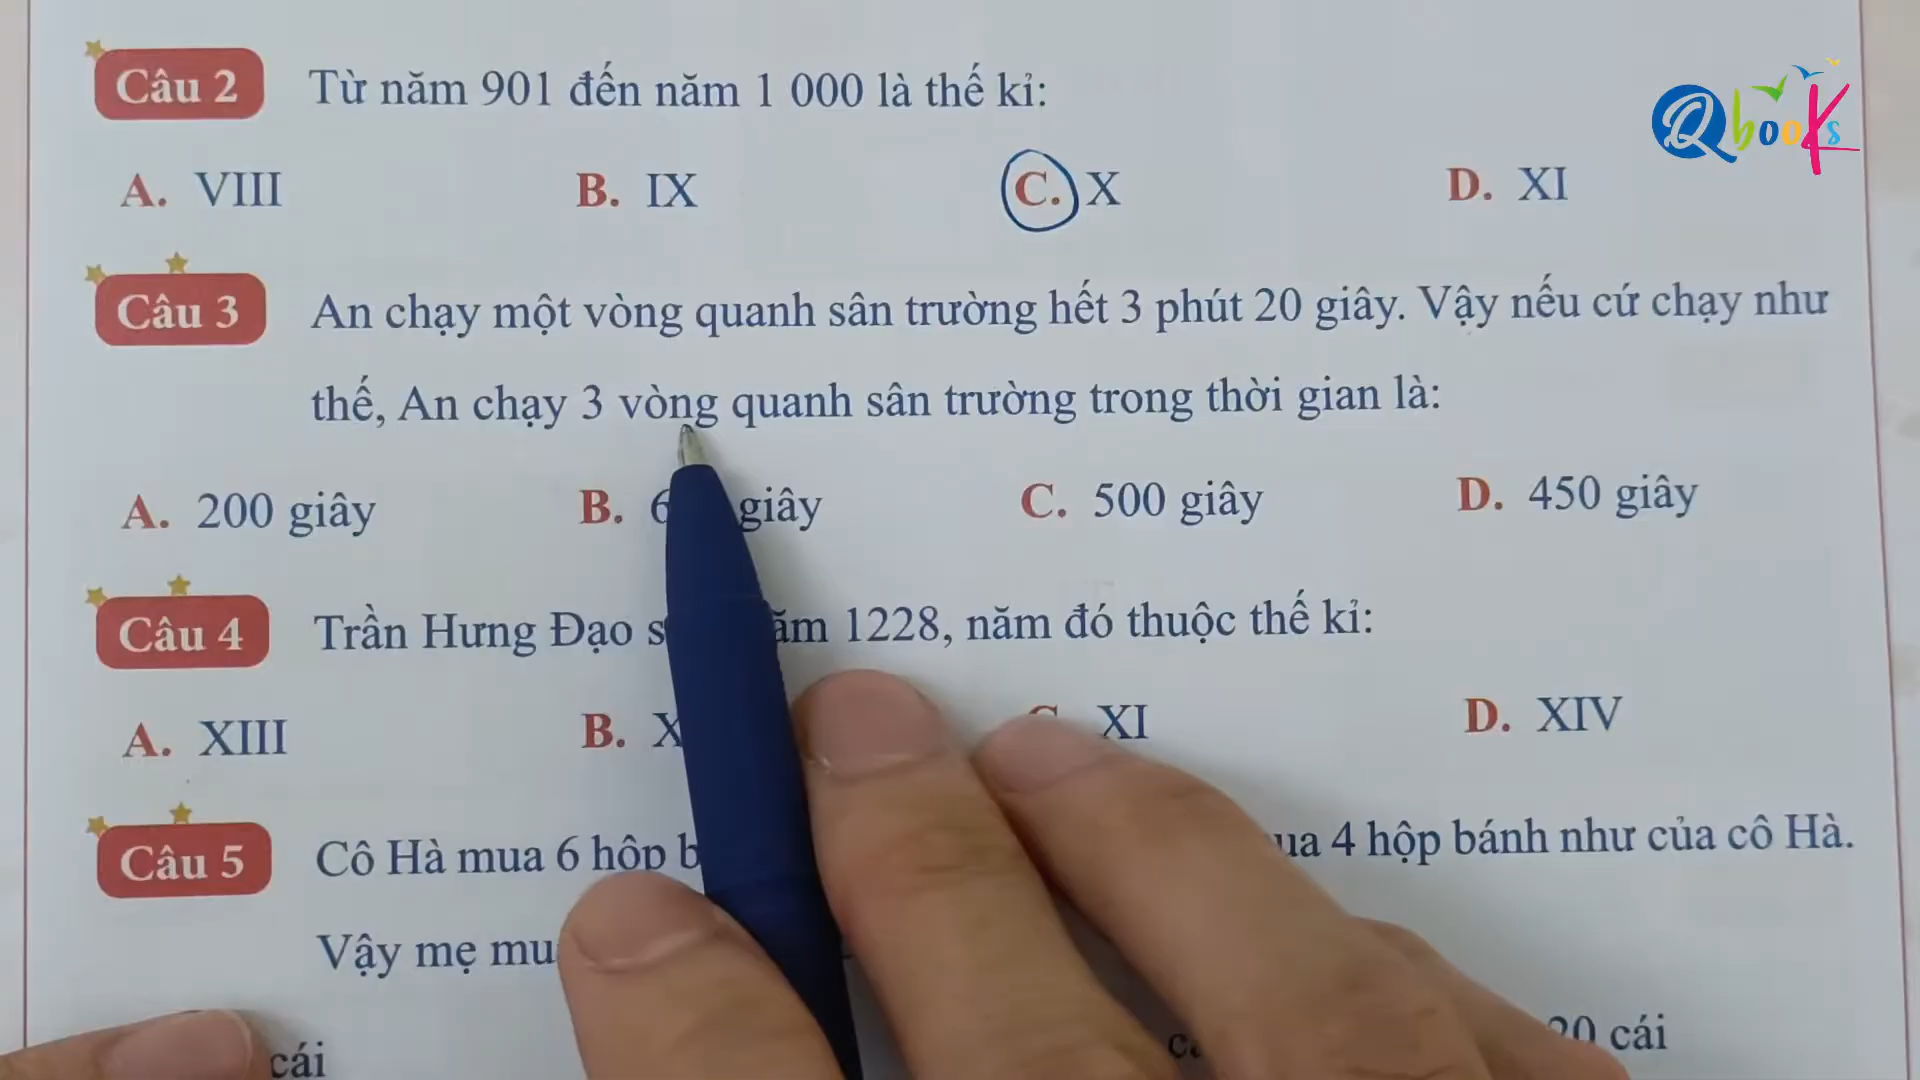 Qbooks
Câu 2 Từ năm 901 đến năm 1 000 là thế kỉ:
A. VIII B. IX C. X D. XI
Câu 3 An chạy một vòng quanh sân trường hết 3 phút 20 giây. Vậy nếu cứ chạy như
thế, An chạy 3 vòng quanh sân trường trong thời gian là:
A. 200 giây B. giây C. 500 giây D. 450 giây
Câu 4 Trần Hưng Đạo 1228, năm đó thuộc thế kỉ:
A. XIII B. XI D. XIV
Câu 5 Cô Hà mua 6 hộp 4 hộp bánh như của cô Hà.
Vậy mẹ
cái cái